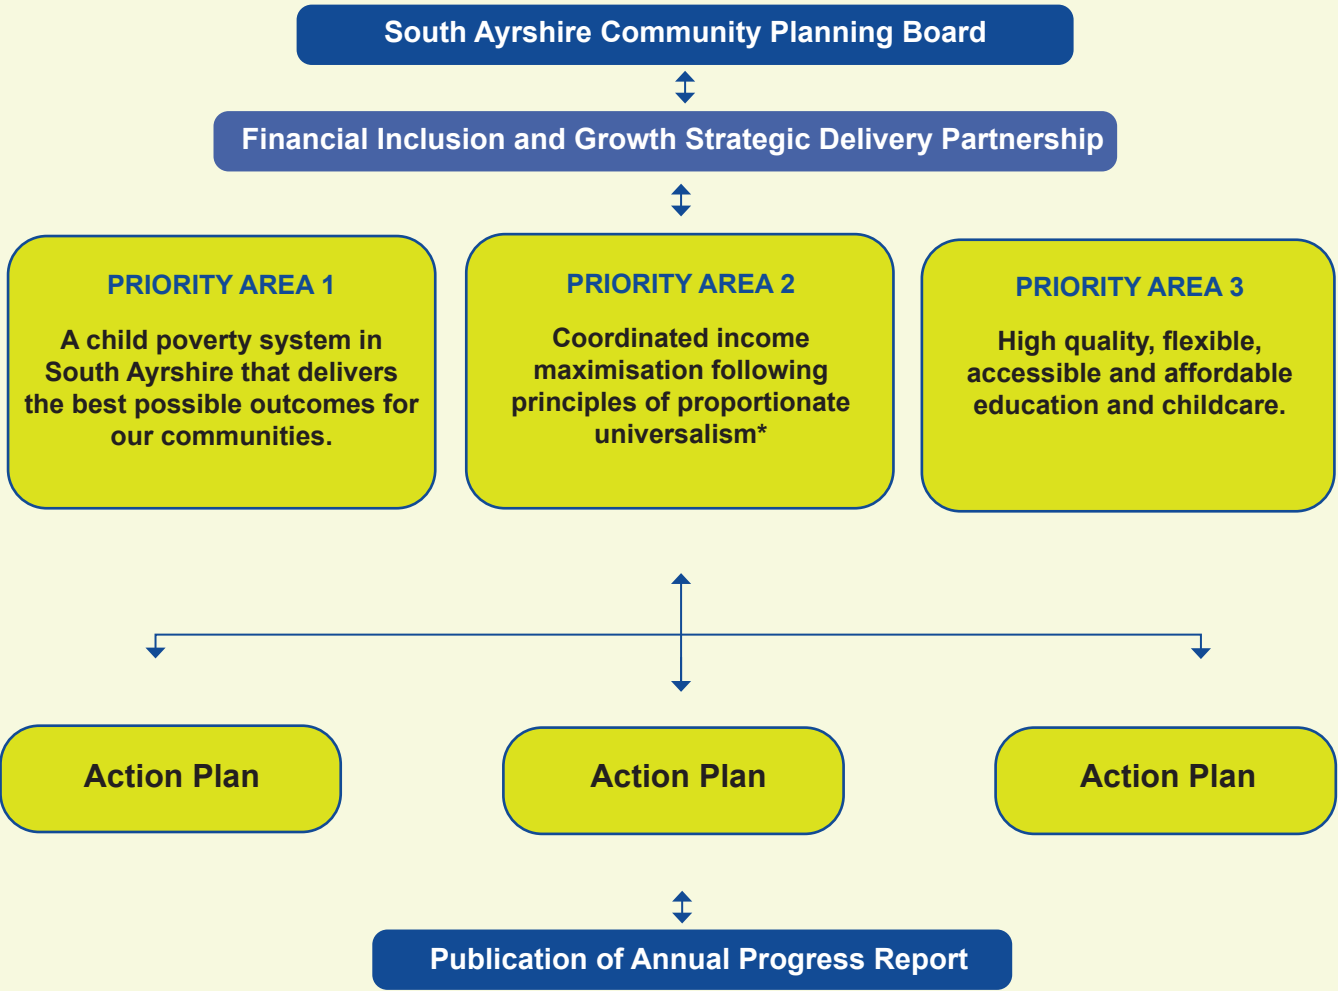 South Ayrshire Community Planning Board
Financial Inclusion and Growth Strategic Delivery Partnership
PRIORITY AREA 1
A child poverty system in
South Ayrshire that delivers
the best possible outcomes for
our communities.
PRIORITY AREA 2
Coordinated income
maximisation following
principles of proportionate
universalism*
PRIORITY AREA 3
High quality, flexible,
accessible and affordable
education and childcare.
Action Plan
Action Plan
Action Plan
Publication of Annual Progress Report